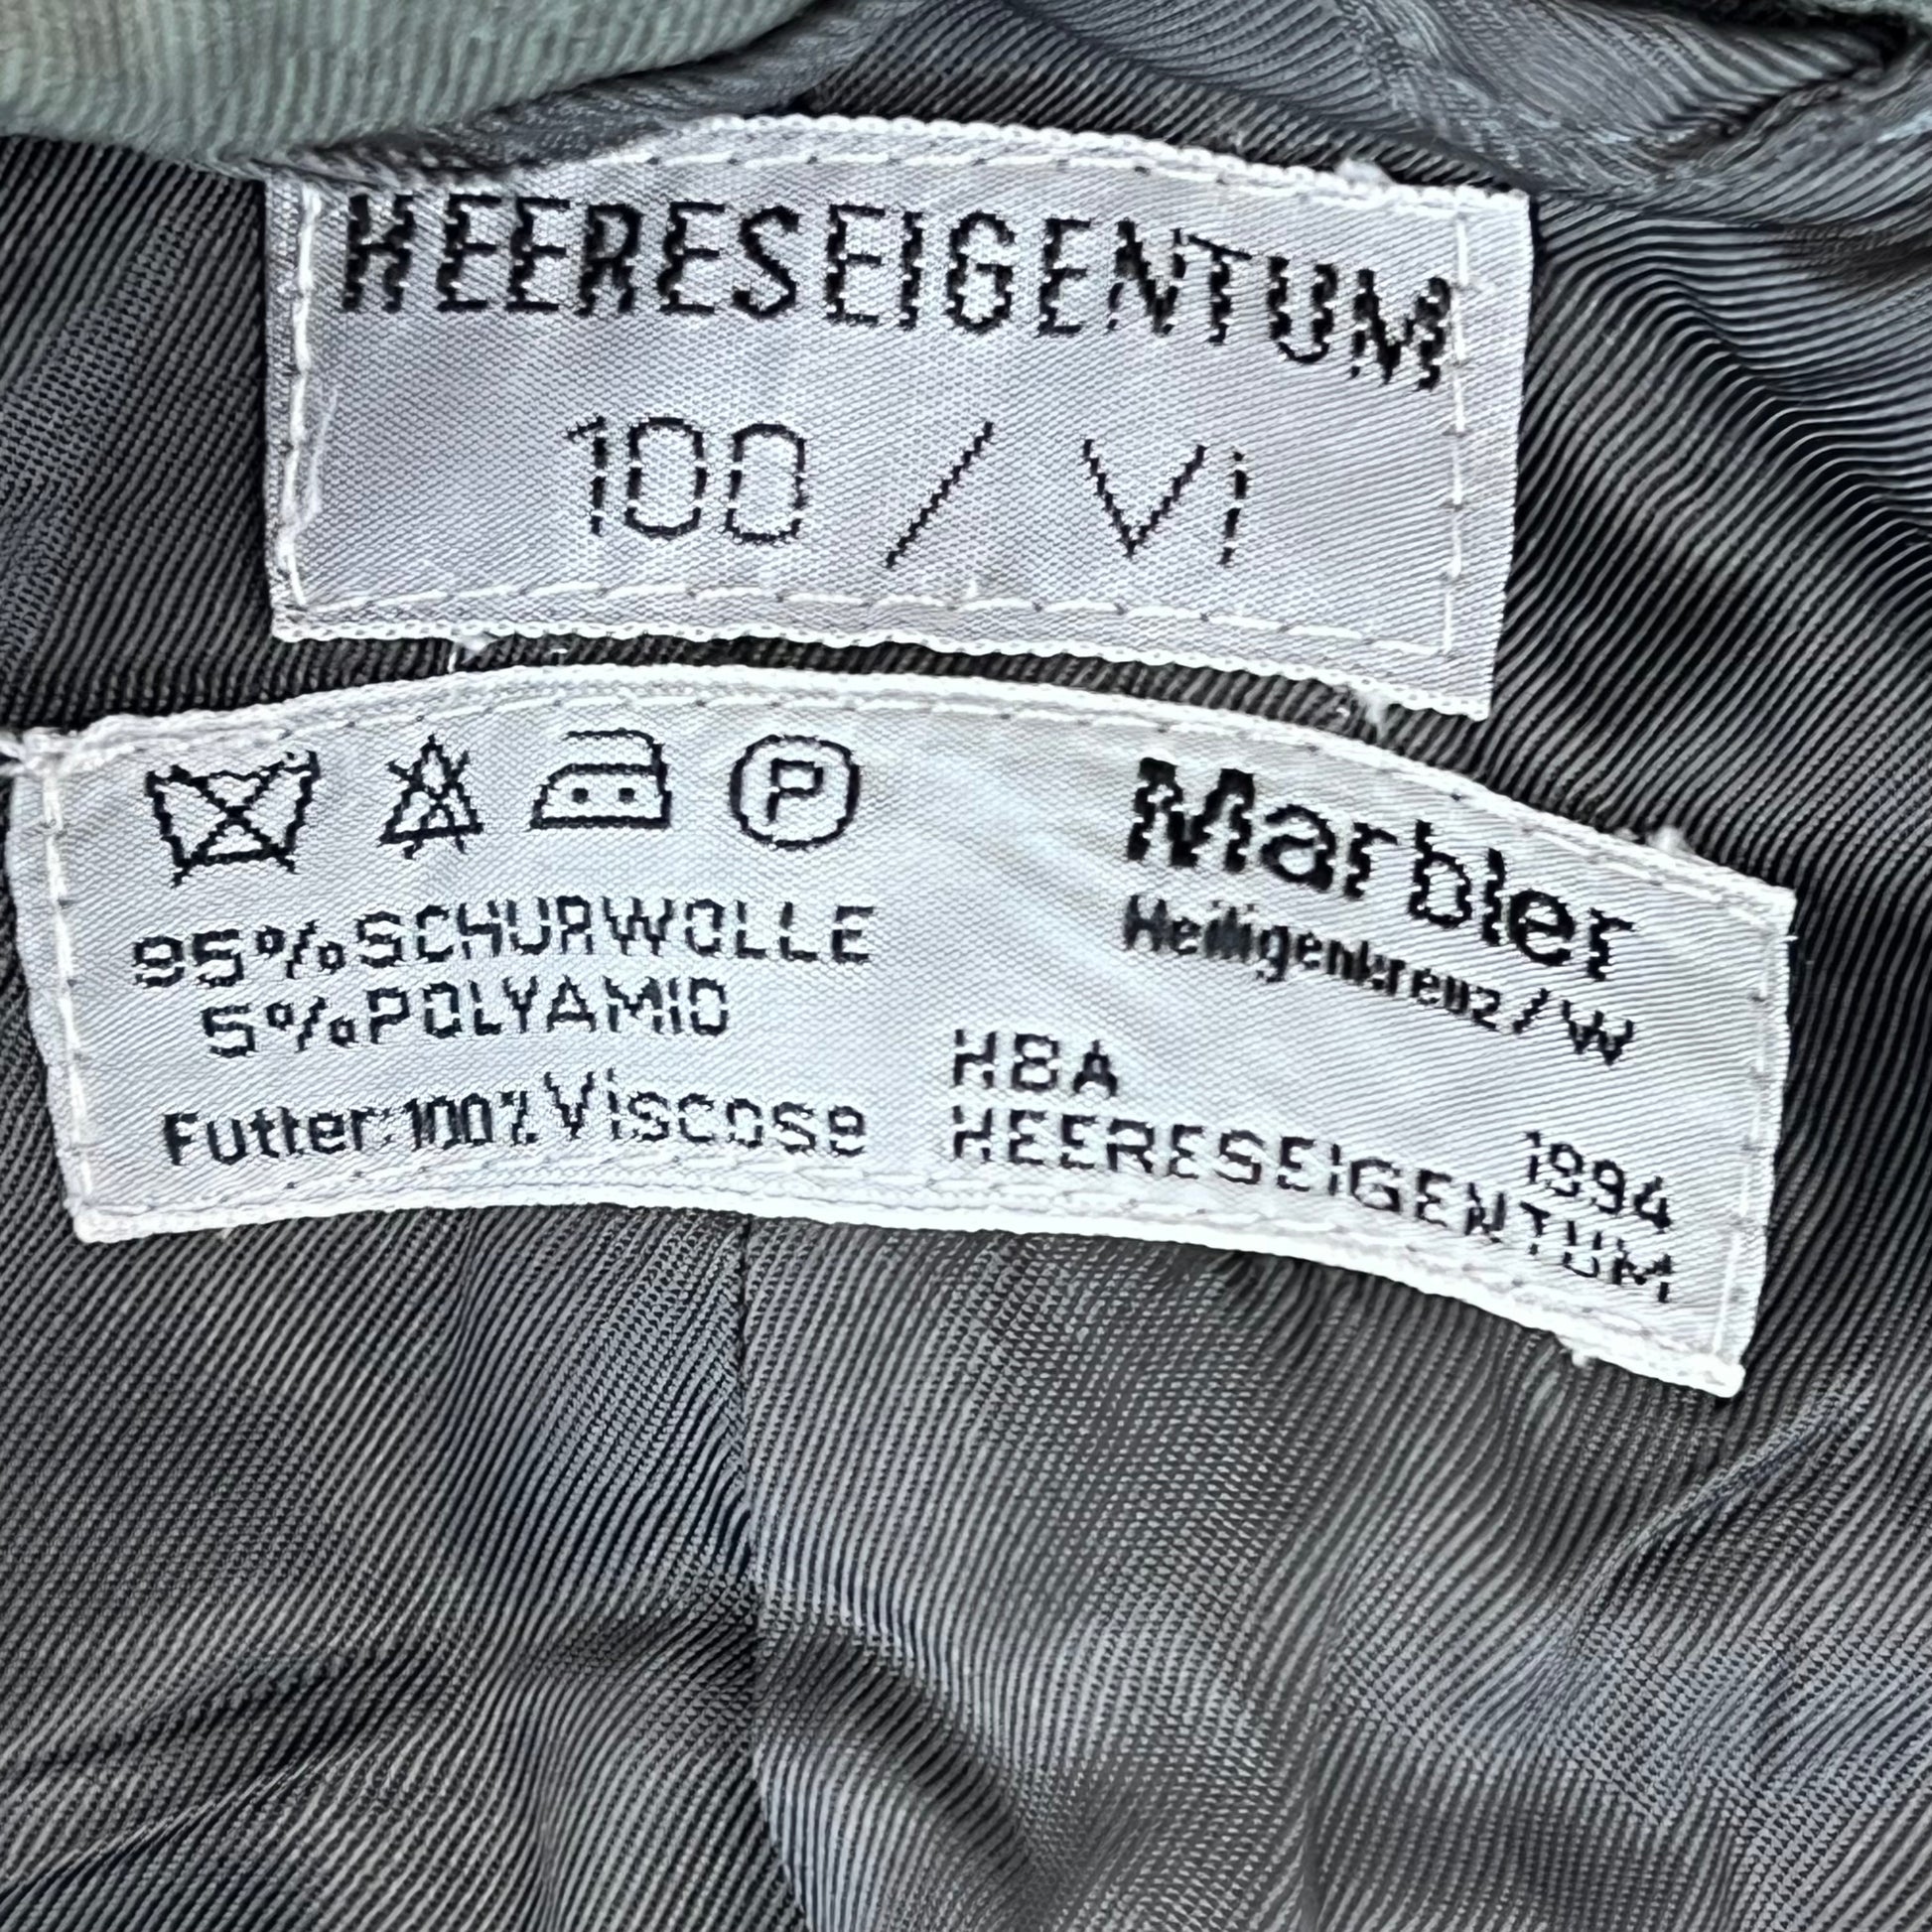 HEERESEIGENTUM
100 / Vi
P
Marbler
Heiligenkreuz/W
95%SCHURWOLLE
5%POLYAMID
Futter:100%Viscose
HBA 1994
HEERESEIGENTUM